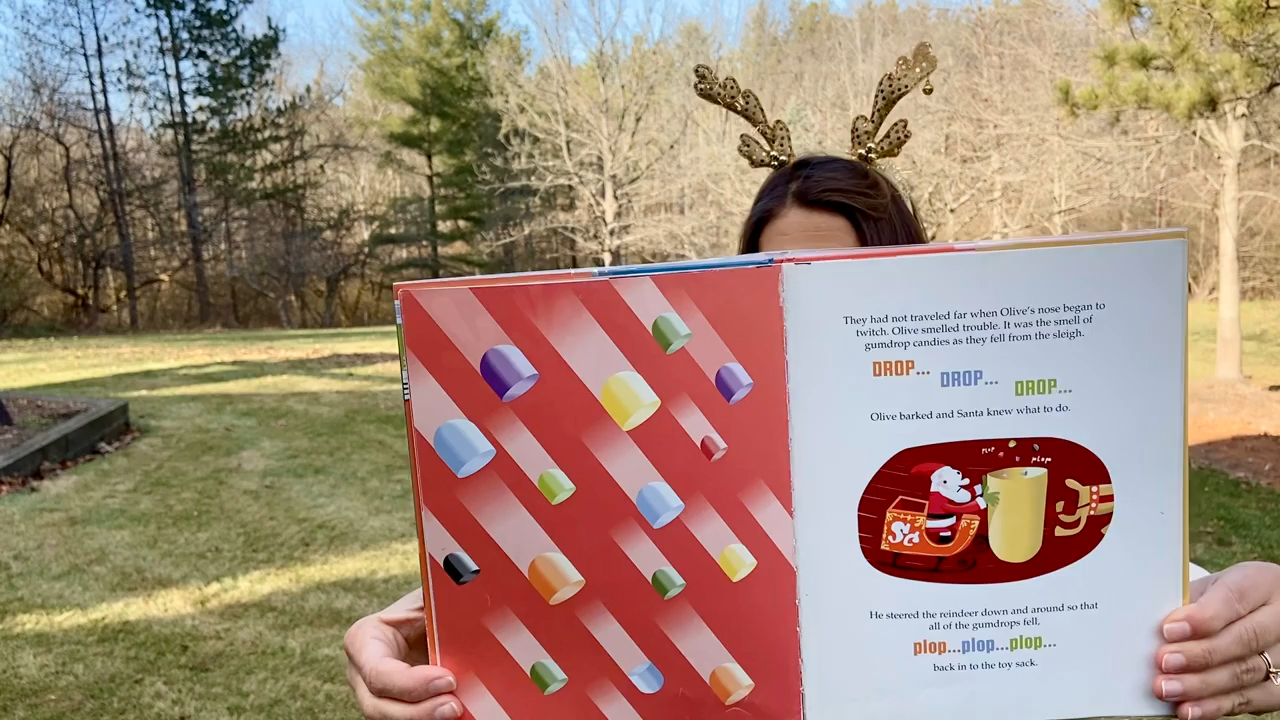 They had not traveled far when Olive's nose began to
twitch. Olive smelled trouble. It was the smell of
gumdrop candies as they fell from the sleigh.
DROP... DROP... DROP...
Olive barked and Santa knew what to do.
PLOP PLOP
SC
He steered the reindeer down and around so that
all of the gumdrops fell,
plop...plop...plop...
back in to the toy sack.